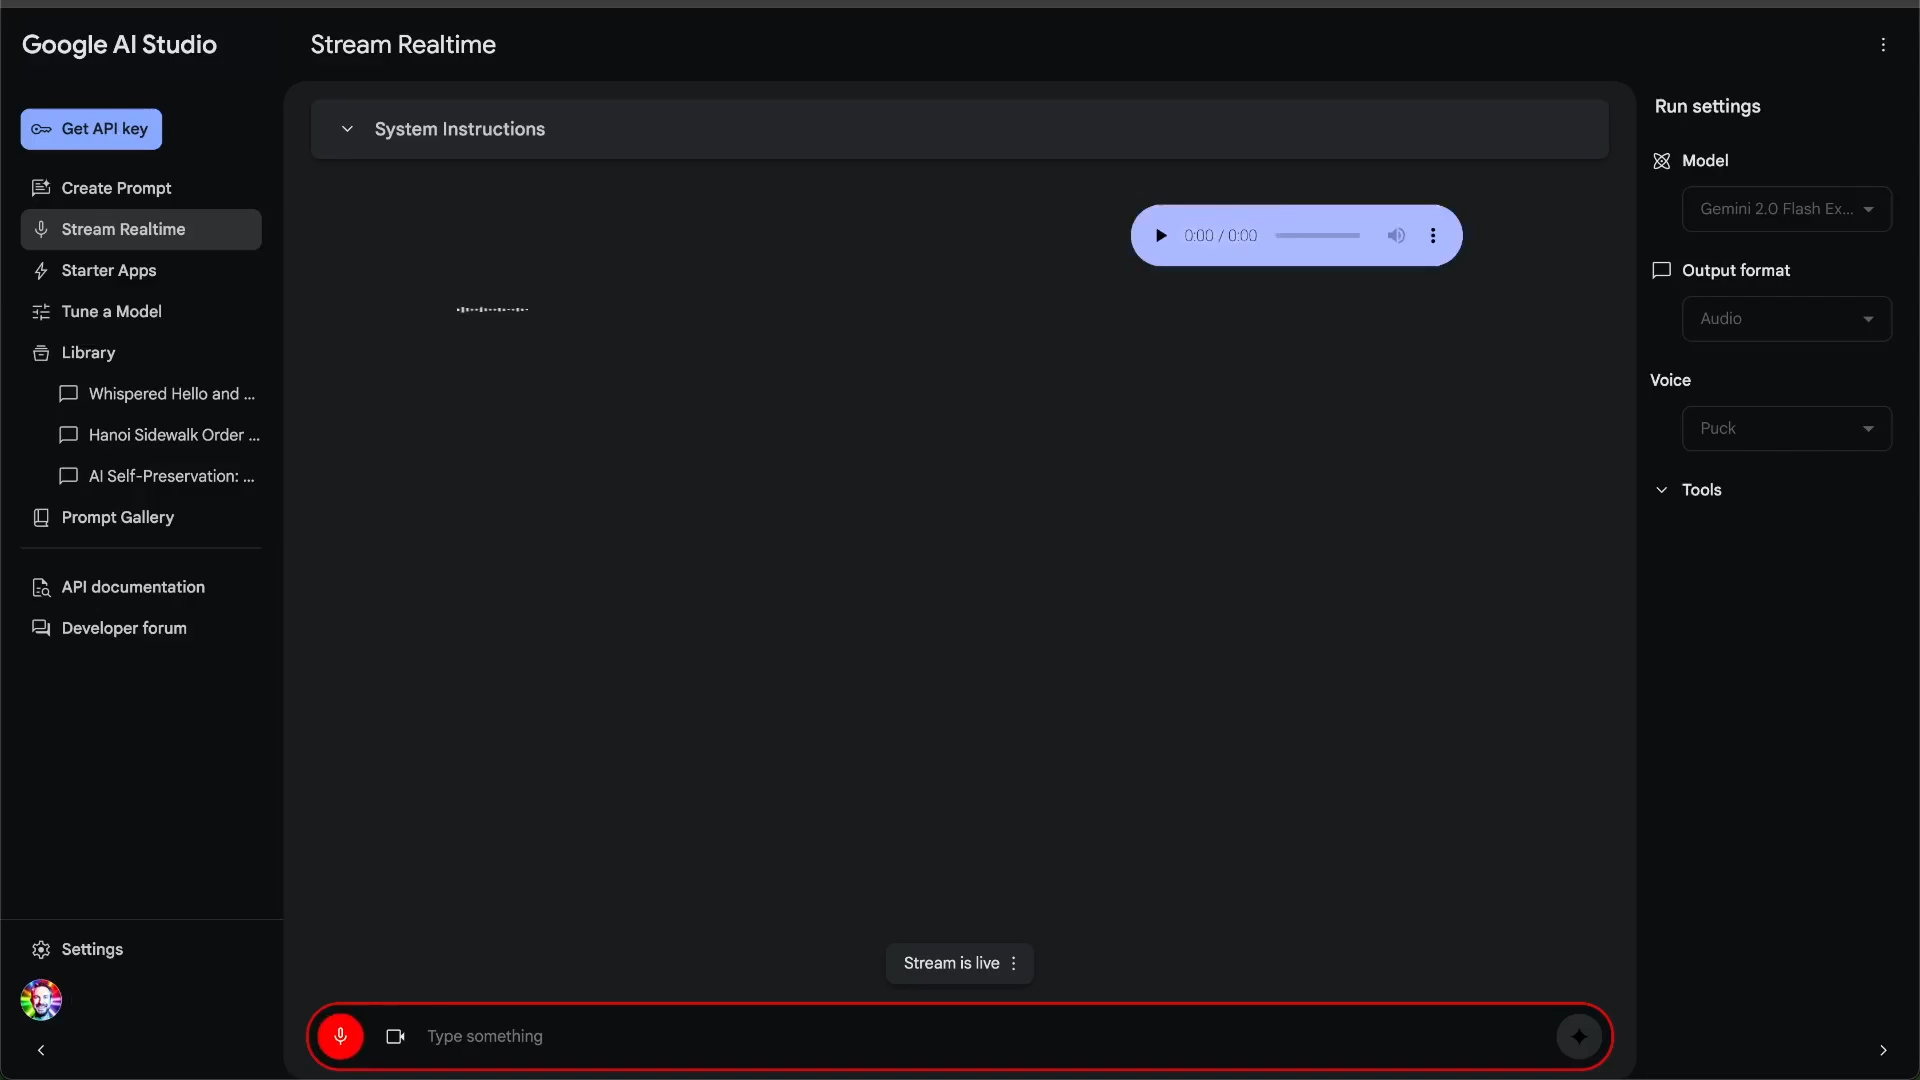 Google AI Studio
Stream Realtime
Get API key
Create Prompt
Stream Realtime
Starter Apps
Tune a Model
Library
Whispered Hello and ...
Hanoi Sidewalk Order ...
AI Self-Preservation: ...
Prompt Gallery
API documentation
Developer forum
Settings
System Instructions
0:00 / 0:00
Stream is live
Type something
Run settings
Model
Gemini 2.0 Flash Ex...
Output format
Audio
Voice
Puck
Tools